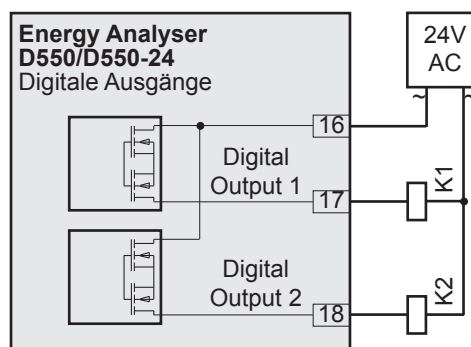 Energy Analyser
D550/D550-24
Digitale Ausgänge
24V
AC
~ ~
16
Digital
Output 1
17
K1
Digital
Output 2
18
K2